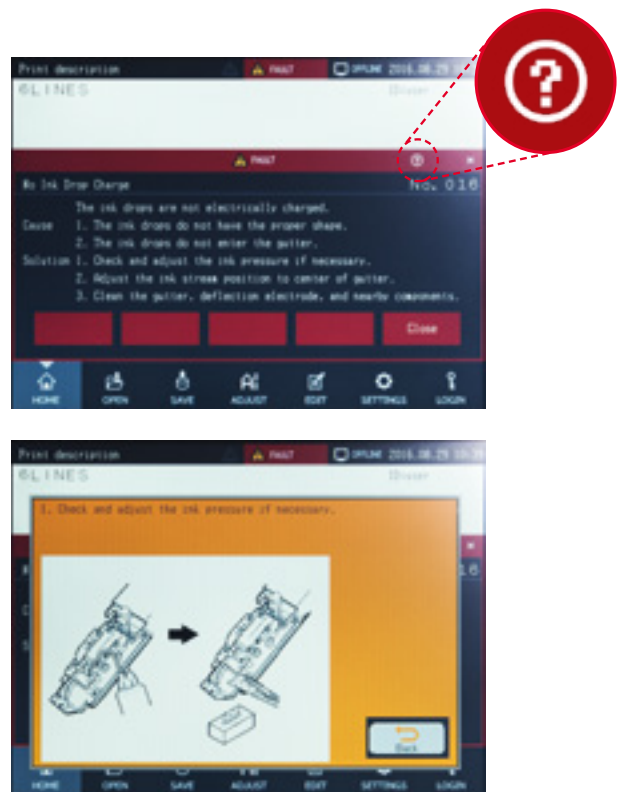 Print description
FAULT
OFFLINE 2016.08.29
6LINES
FAULT
?
No Ink Drop Charge
No. 016
The ink drops are not electrically charged.
Cause 1. The ink drops do not have the proper shape.
2. The ink drops do not enter the gutter.
Solution 1. Check and adjust the ink pressure if necessary.
2. Adjust the ink stream position to center of gutter.
3. Clean the gutter, deflection electrode, and nearby components.
Close
HOME
OPEN
SAVE
ADJUST
EDIT
SETTINGS
LOGIN
?
Print description
FAULT
OFFLINE 2016.08.29
6LINES
1. Check and adjust the ink pressure if necessary.
Back
HOME
OPEN
SAVE
ADJUST
EDIT
SETTINGS
LOGIN